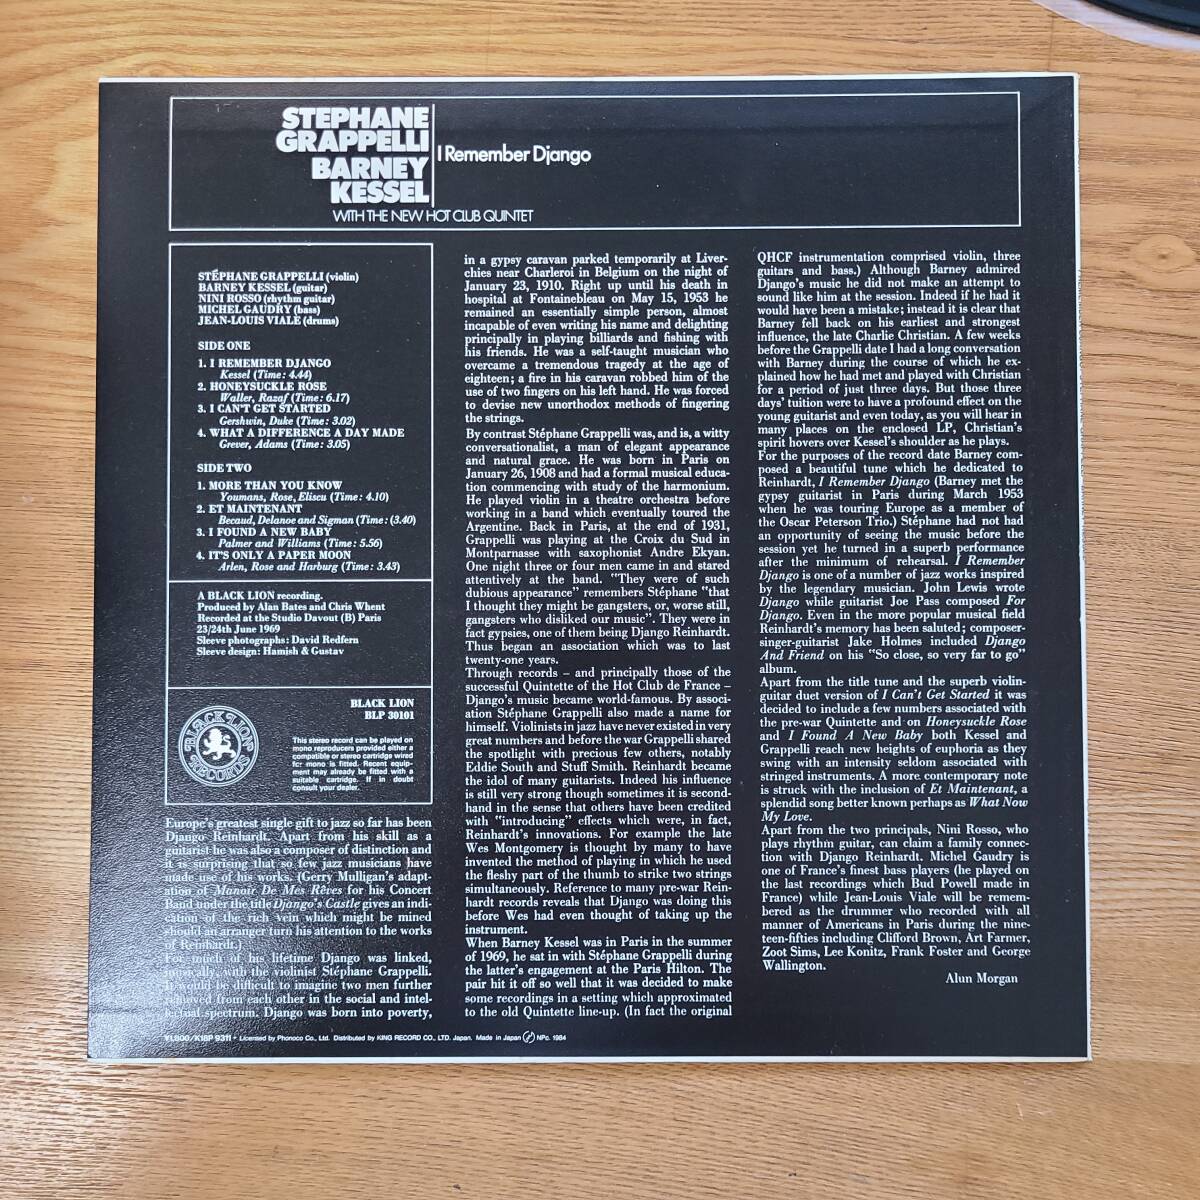 STEPHANE
GRAPPELLI
BARNEY
KESSEL
I Remember Django
WITH THE NEW HOT CLUB QUINTET
STÉPHANE GRAPPELLI (violin)
BARNEY KESSEL (guitar)
NINI ROSSO (rhythm guitar)
MICHEL GAUDRY (bass)
JEAN-LOUIS VIALE (drums)
SIDE ONE
1. I REMEMBER DJANGO
Kessel (Time: 4.44)
2. HONEYSUCKLE ROSE
Waller, Razaf (Time: 6.17)
3. I CAN'T GET STARTED
Gershwin, Duke (Time: 3.02)
4. WHAT A DIFFERENCE A DAY MADE
Grever, Adams (Time: 3.05)
SIDE TWO
1. MORE THAN YOU KNOW
Youmans, Rose, Eliscu (Time: 4.10)
2. ET MAINTENANT
Becaud, Delanoe and Sigman (Time: (3.40)
3. I FOUND A NEW BABY
Palmer and Williams (Time: 5.56)
4. IT'S ONLY A PAPER MOON
Arlen, Rose and Harburg (Time: 3.43)
A BLACK LION recording.
Produced by Alan Bates and Chris Whent
Recorded at the Studio Davout (B) Paris
23/24th June 1969
Sleeve photographs: David Redfern
Sleeve design: Hamish & Gustav
BLACK LION
BLP 30101
BLACK LION
RECORDS
This stereo record can be played on
mono reproducers provided either a
compatible or stereo cartridge wired
for mono is fitted. Recent equip-
ment may already be fitted with a
suitable cartridge. If in doubt
consult your dealer.
Europe's greatest single gift to jazz so far has been
Django Reinhardt. Apart from his skill as a
guitarist he was also a composer of distinction and
it is surprising that so few jazz musicians have
made use of his works. (Gerry Mulligan's adapt-
ation of Manoir De Mes Rêves for his Concert
Band under the title Django's Castle gives an indi-
cation of the rich vein which might be mined
should an arranger turn his attention to the works
of Reinhardt.)
For much of his lifetime Django was linked,
musically, with the violinist Stéphane Grappelli.
It would be difficult to imagine two men further
removed from each other in the social and intel-
lectual spectrum. Django was born into poverty,
in a gypsy caravan parked temporarily at Liver-
chies near Charleroi in Belgium on the night of
January 23, 1910. Right up until his death in
hospital at Fontainebleau on May 15, 1953 he
remained an essentially simple person, almost
incapable of even writing his name and delighting
principally in playing billiards and fishing with
his friends. He was a self-taught musician who
overcame a tremendous tragedy at the age of
eighteen; a fire in his caravan robbed him of the
use of two fingers on his left hand. He was forced
to devise new unorthodox methods of fingering
the strings.
By contrast Stéphane Grappelli was, and is, a witty
conversationalist, a man of elegant appearance
and natural grace. He was born in Paris on
January 26, 1908 and had a formal musical educa-
tion commencing with study of the harmonium.
He played violin in a theatre orchestra before
working in a band which eventually toured the
Argentine. Back in Paris, at the end of 1931,
Grappelli was playing at the Croix du Sud in
Montparnasse with saxophonist Andre Ekyan.
One night three or four men came in and stared
attentively at the band. "They were of such
dubious appearance" remembers Stéphane "that
I thought they might be gangsters, or, worse still,
gangsters who disliked our music". They were in
fact gypsies, one of them being Django Reinhardt.
Thus began an association which was to last
twenty-one years.
Through records – and principally those of the
successful Quintette of the Hot Club de France –
Django's music became world-famous. By associ-
ation Stéphane Grappelli also made a name for
himself. Violinists in jazz have never existed in very
great numbers and before the war Grappelli shared
the spotlight with precious few others, notably
Eddie South and Stuff Smith. Reinhardt became
the idol of many guitarists. Indeed his influence
is still very strong though sometimes it is second-
hand in the sense that others have been credited
with "introducing" effects which were, in fact,
Reinhardt's innovations. For example the late
Wes Montgomery is thought by many to have
invented the method of playing in which he used
the fleshy part of the thumb to strike two strings
simultaneously. Reference to many pre-war Rein-
hardt records reveals that Django was doing this
before Wes had even thought of taking up the
instrument.
When Barney Kessel was in Paris in the summer
of 1969, he sat in with Stéphane Grappelli during
the latter's engagement at the Paris Hilton. The
pair hit it off so well that it was decided to make
some recordings in a setting which approximated
to the old Quintette line-up. (In fact the original
QHCF instrumentation comprised violin, three
guitars and bass.) Although Barney admired
Django's music he did not make an attempt to
sound like him at the session. Indeed if he had it
would have been a mistake; instead it is clear that
Barney fell back on his earliest and strongest
influence, the late Charlie Christian. A few weeks
before the Grappelli date I had a long conversation
with Barney during the course of which he ex-
plained how he had met and played with Christian
for a period of just three days. But those three
days' tuition were to have a profound effect on the
young guitarist and even today, as you will hear in
many places on the enclosed LP, Christian's
spirit hovers over Kessel's shoulder as he plays.
For the purposes of the record date Barney com-
posed a beautiful tune which he dedicated to
Reinhardt, I Remember Django (Barney met the
gypsy guitarist in Paris during March 1953
when he was touring Europe as a member of
the Oscar Peterson Trio.) Stéphane had not had
an opportunity of seeing the music before the
session yet he turned in a superb performance
after the minimum of rehearsal. I Remember
Django is one of a number of jazz works inspired
by the legendary musician. John Lewis wrote
Django while guitarist Joe Pass composed For
Django. Even in the more popular musical field
Reinhardt's memory has been saluted; composer-
singer-guitarist Jake Holmes included Django
And Friend on his "So close, so very far to go"
album.
Apart from the title tune and the superb violin-
guitar duet version of I Can't Get Started it was
decided to include a few numbers associated with
the pre-war Quintette and on Honeysuckle Rose
and I Found A New Baby both Kessel and
Grappelli reach new heights of euphoria as they
swing with an intensity seldom associated with
stringed instruments. A more contemporary note
is struck with the inclusion of Et Maintenant, a
splendid song better known perhaps as What Now
My Love.
Apart from the two principals, Nini Rosso, who
plays rhythm guitar, can claim a family connec-
tion with Django Reinhardt. Michel Gaudry is
one of France's finest bass players (he played on
the last recordings which Bud Powell made in
France) while Jean-Louis Viale will be remem-
bered as the drummer who recorded with all
manner of Americans in Paris during the nine-
teen-fifties including Clifford Brown, Art Farmer,
Zoot Sims, Lee Konitz, Frank Foster and George
Wallington.
Alun Morgan
¥1,800/K18P 9311 • Licensed by Phonoco Co., Ltd. Distributed by KING RECORD CO., LTD. Japan. Made in Japan NPc. 1984